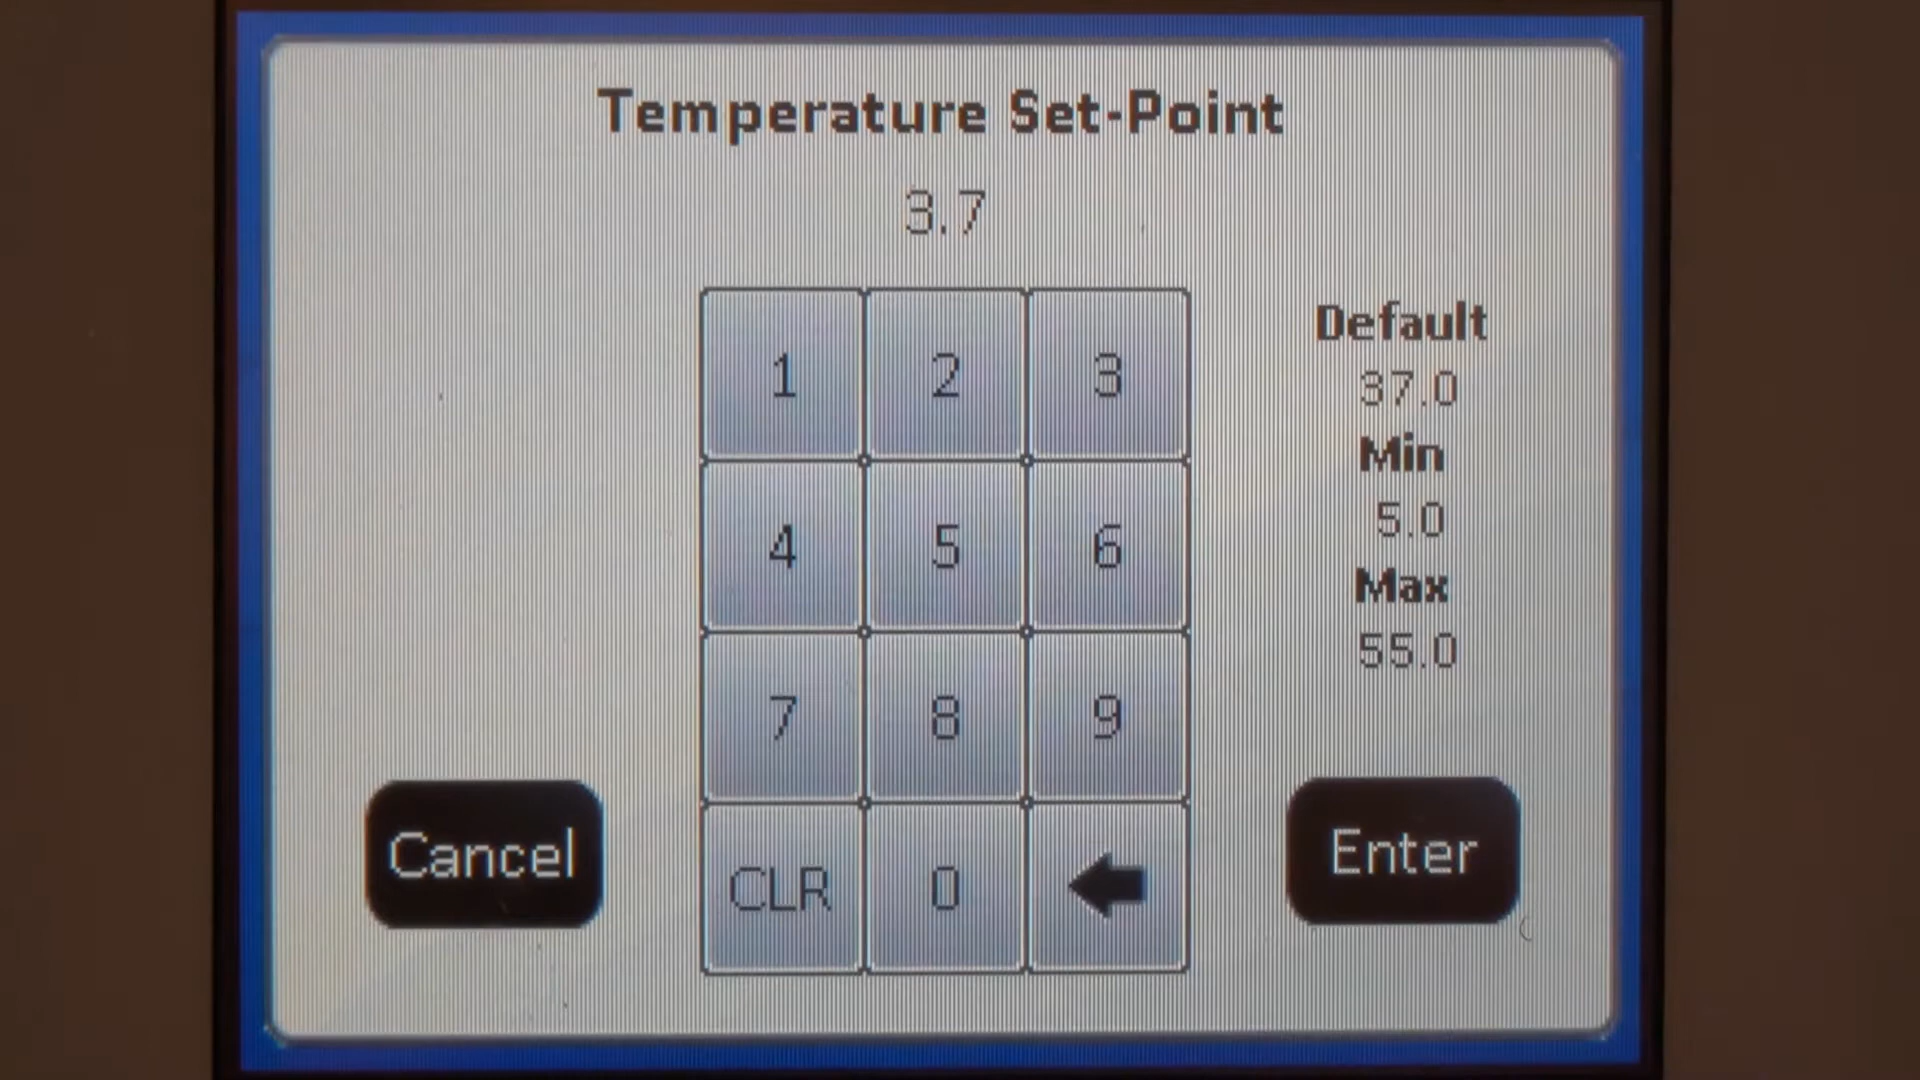 Temperature Set-Point
3.7
1 2 3
4 5 6
7 8 9
CLR 0
Default
37.0
Min
5.0
Max
55.0
Cancel
Enter